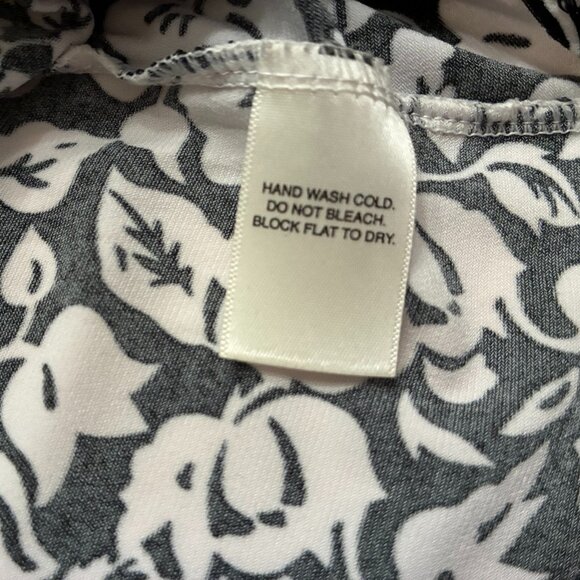 HAND WASH COLD.
DO NOT BLEACH.
BLOCK FLAT TO DRY.